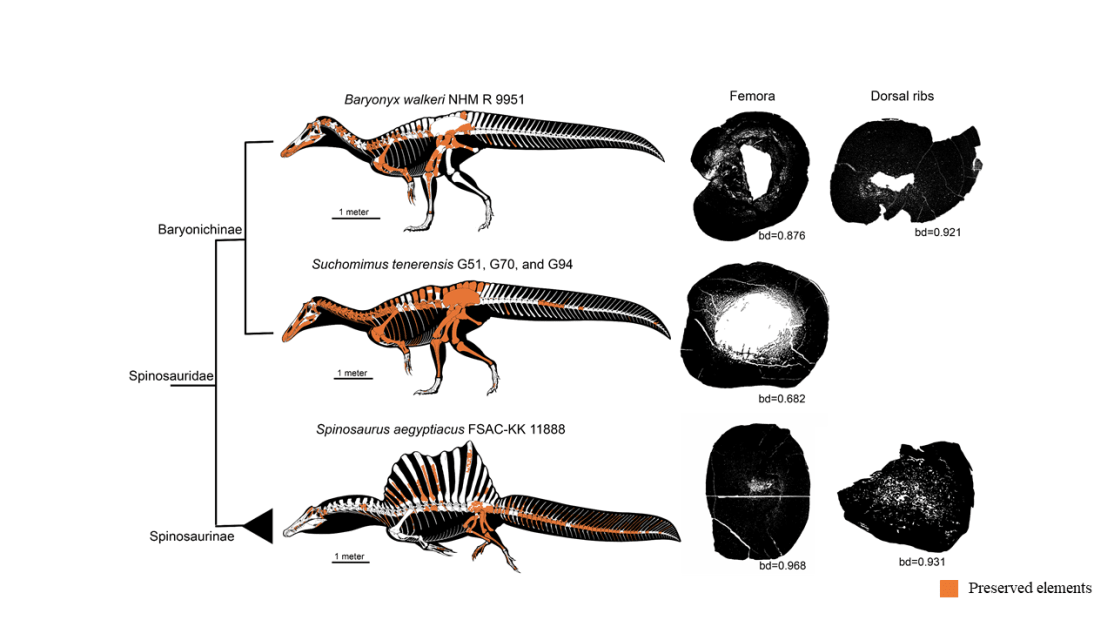 Baryonyx walkeri NHM R 9951
Femora
Dorsal ribs
1 meter
bd=0.876
bd=0.921
Baryonichinae
Suchomimus tenerensis G51, G70, and G94
1 meter
bd=0.682
Spinosauridae
Spinosaurus aegyptiacus FSAC-KK 11888
1 meter
bd=0.968
bd=0.931
Spinosaurinae
Preserved elements